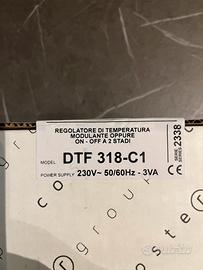 REGOLATORE DI TEMPERATURA
MODULANTE OPPURE
ON - OFF A 2 STADI
MODEL DTF 318-C1
POWER SUPPLY 230V~ 50/60Hz - 3VA
SERIE
SERIES 2338